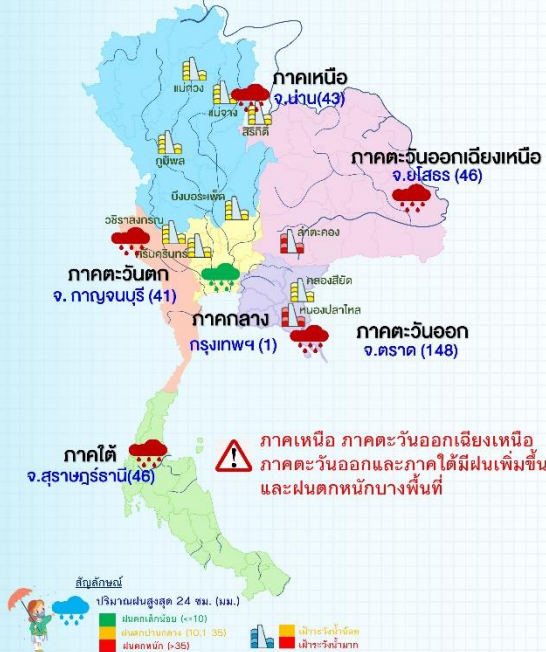 ภาคเหนือ
จ.น่าน(43)
แม่กวง
แม่จาง
สิริกิติ์
ภูมิพล
ภาคตะวันออกเฉียงเหนือ
จ.ยโสธร (46)
บึงบอระเพ็ด
วชิราลงกรณ
ศรีนครินทร์
ลำตะคอง
ภาคตะวันตก
จ. กาญจนบุรี (41)
คลองสียัด
หนองปลาไหล
ภาคกลาง
กรุงเทพฯ (1)
ภาคตะวันออก
จ.ตราด (148)
ภาคใต้
จ.สุราษฎร์ธานี(46)
ภาคเหนือ ภาคตะวันออกเฉียงเหนือ
ภาคตะวันออกและภาคใต้มีฝนเพิ่มขึ้น
และฝนตกหนักบางพื้นที่
สัญลักษณ์
ปริมาณฝนสูงสุด 24 ชม. (มม.)
ฝนตกเล็กน้อย (<=10)
ฝนตกปานกลาง (10.1-35)
ฝนตกหนัก (>35)
เฝ้าระวังน้ำน้อย
เฝ้าระวังน้ำมาก